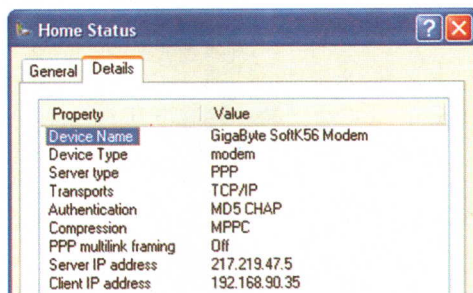 Home Status
General Details
Property Value
Device Name GigaByte SoftK56 Modem
Device Type modem
Server type PPP
Transports TCP/IP
Authentication MD5 CHAP
Compression MPPC
PPP multilink framing Off
Server IP address 217.219.47.5
Client IP address 192.168.90.35